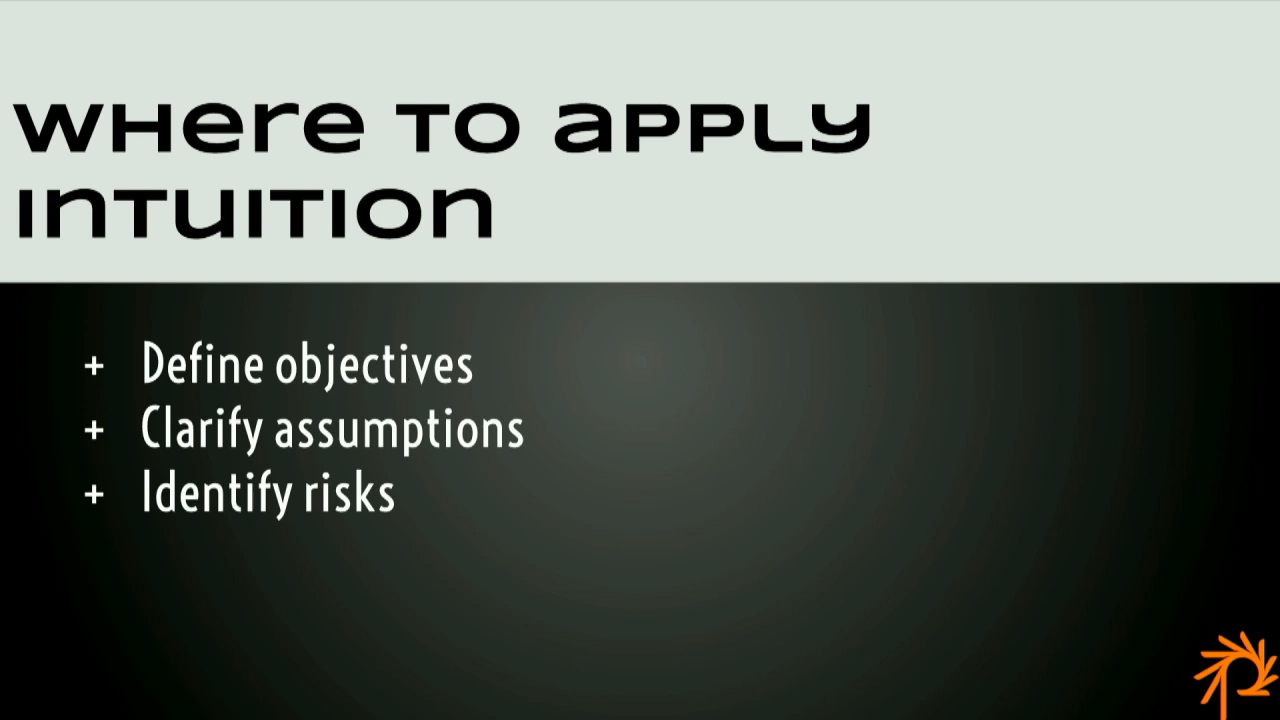 WHere TO aPPLY
InTUITIOn
+ Define objectives
+ Clarify assumptions
+ Identify risks